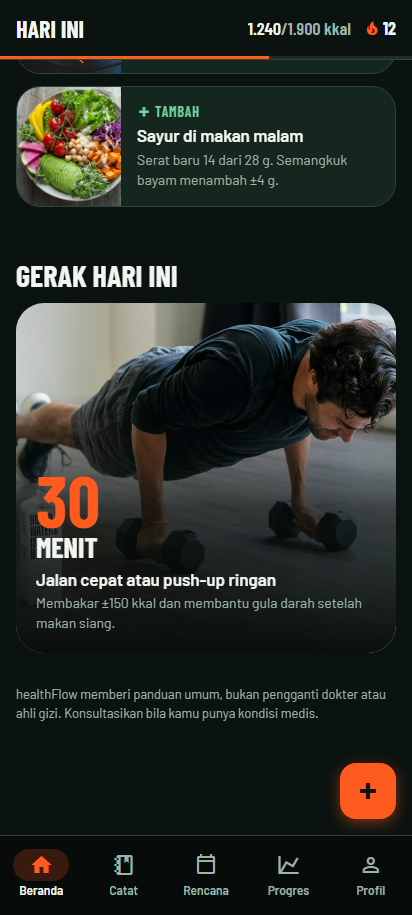 HARI INI
1.240/1.900 kkal 12
+ TAMBAH
Sayur di makan malam
Serat baru 14 dari 28 g. Semangkuk
bayam menambah ±4 g.
GERAK HARI INI
30
MENIT
Jalan cepat atau push-up ringan
Membakar ±150 kkal dan membantu gula darah setelah
makan siang.
healthFlow memberi panduan umum, bukan pengganti dokter atau
ahli gizi. Konsultasikan bila kamu punya kondisi medis.
+
Beranda
Catat
Rencana
Progres
Profil